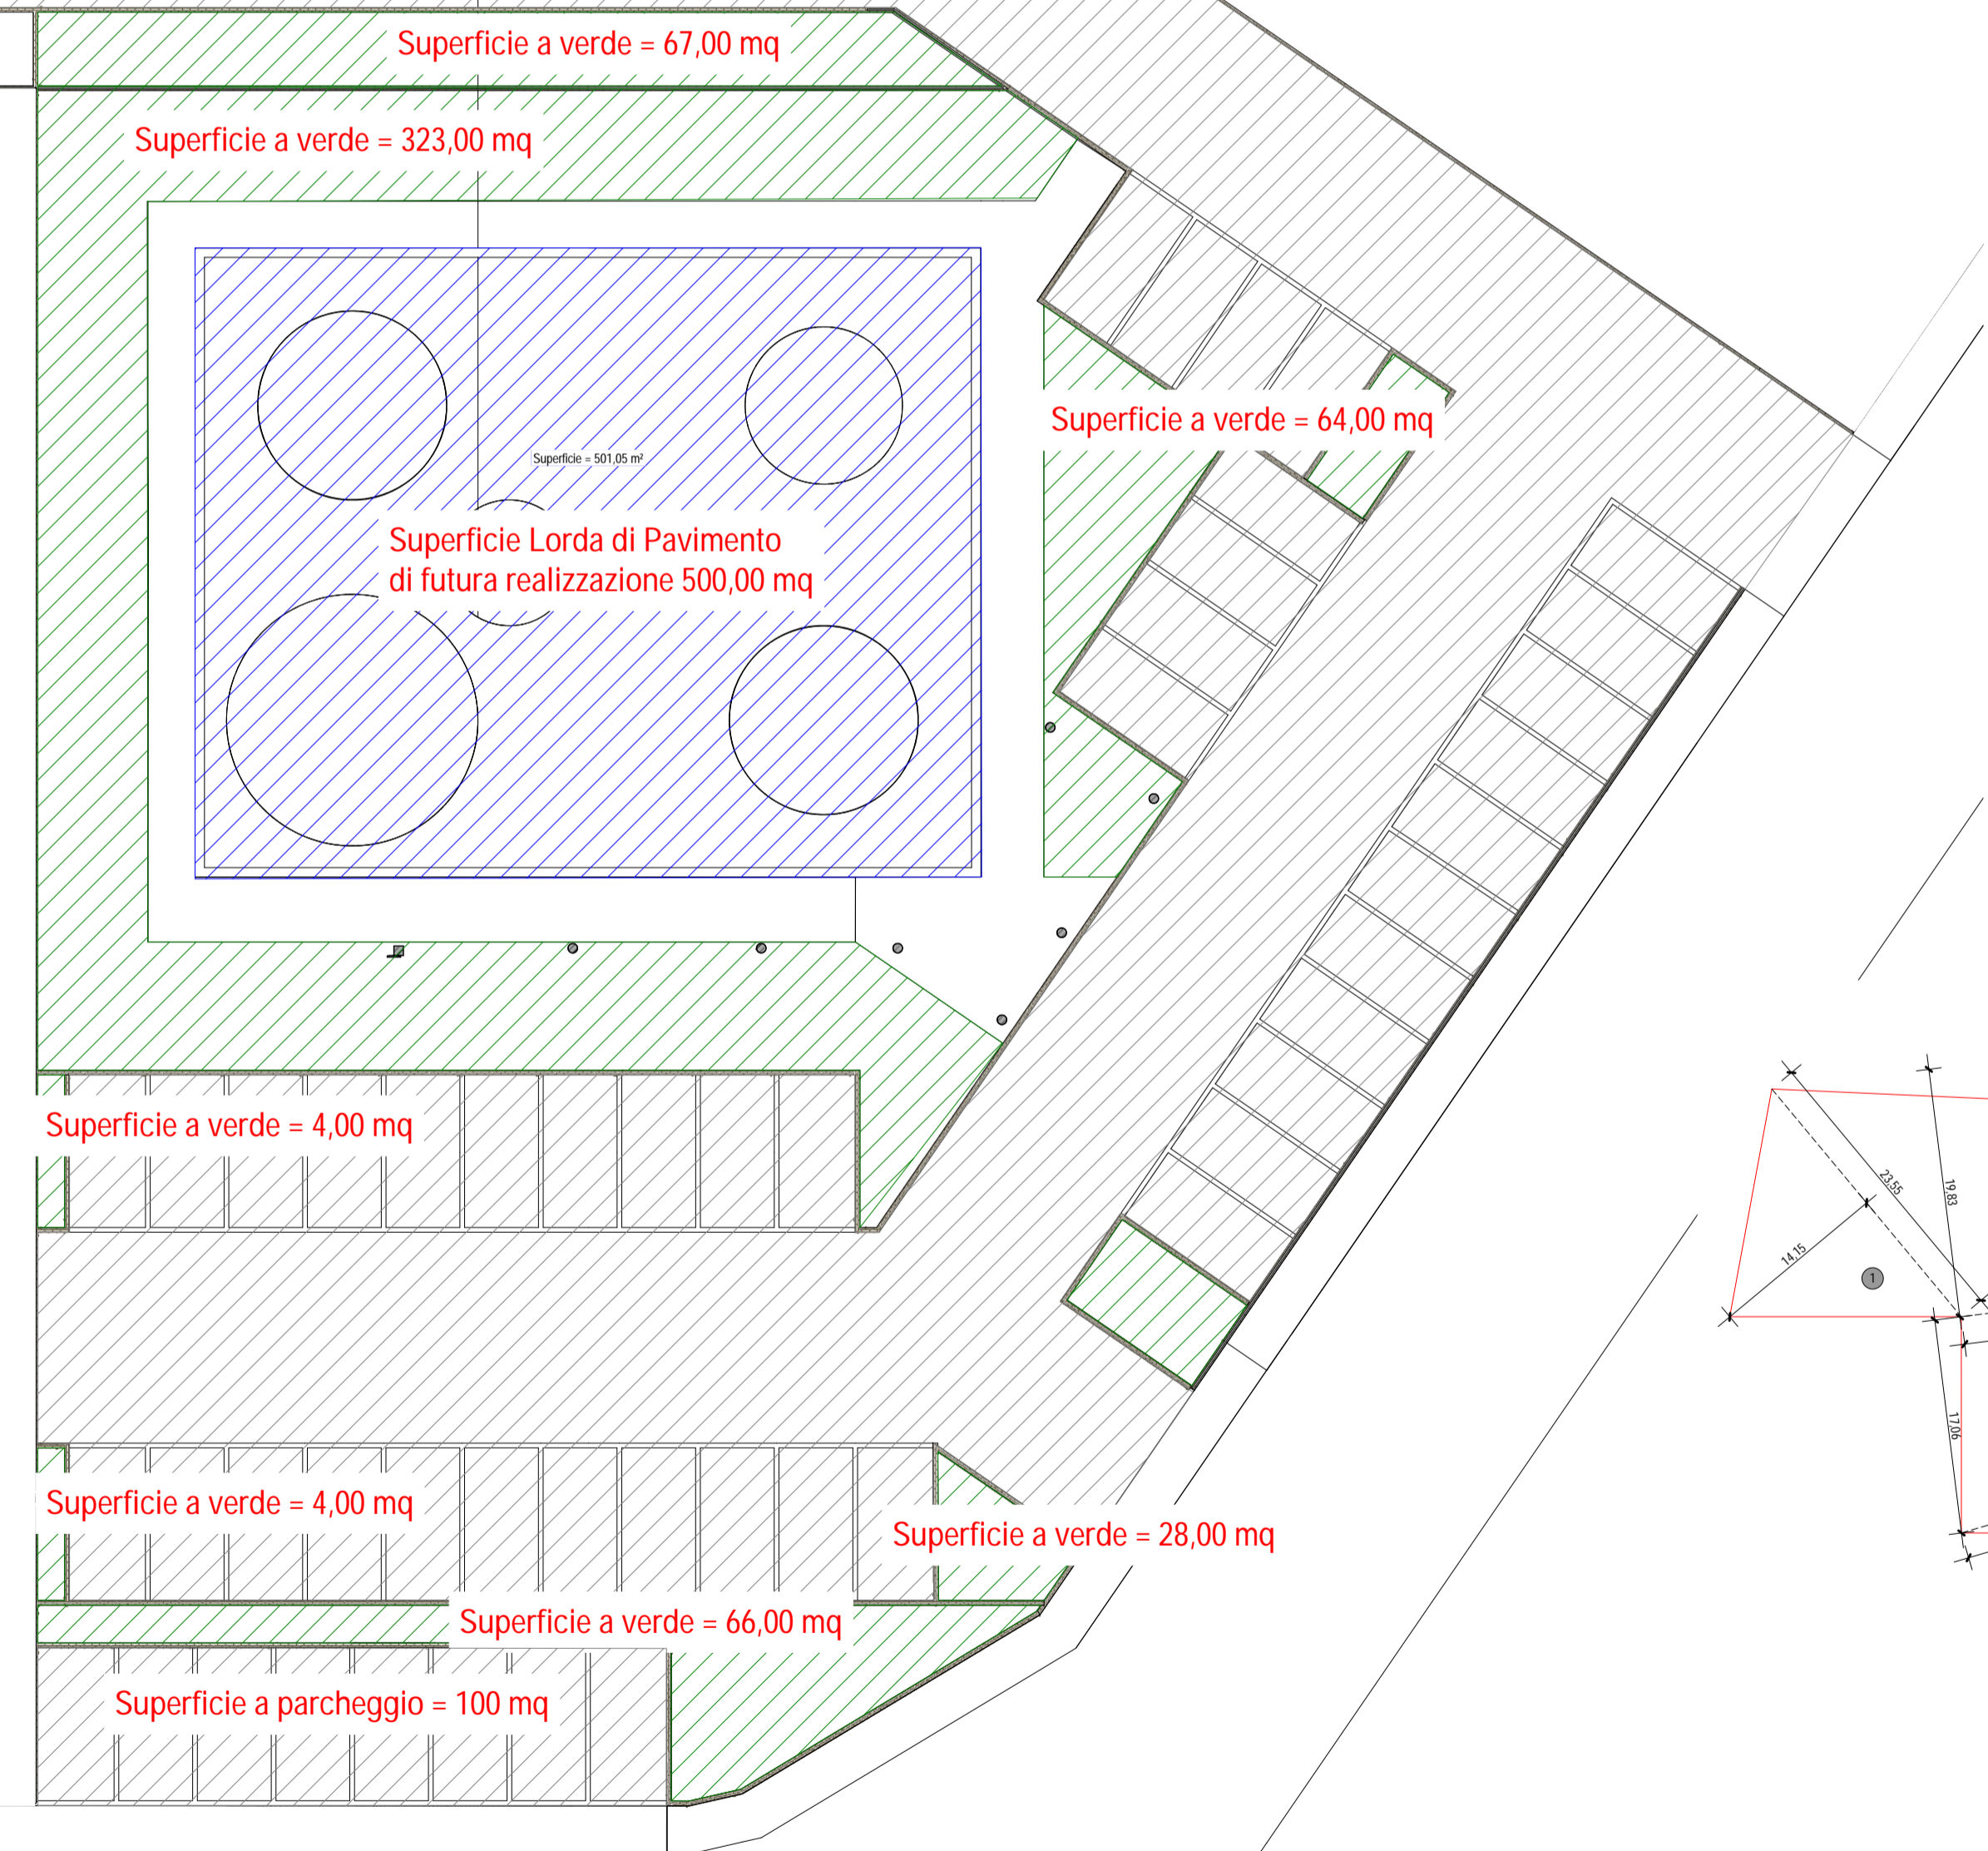 Superficie a verde = 67,00 mq
Superficie a verde = 323,00 mq
Superficie a verde = 64,00 mq
Superficie = 501,05 m²
Superficie Lorda di Pavimento
di futura realizzazione 500,00 mq
Superficie a verde = 4,00 mq
23,55
19,83
14,15
1
17,06
Superficie a verde = 4,00 mq
Superficie a verde = 28,00 mq
Superficie a verde = 66,00 mq
Superficie a parcheggio = 100 mq